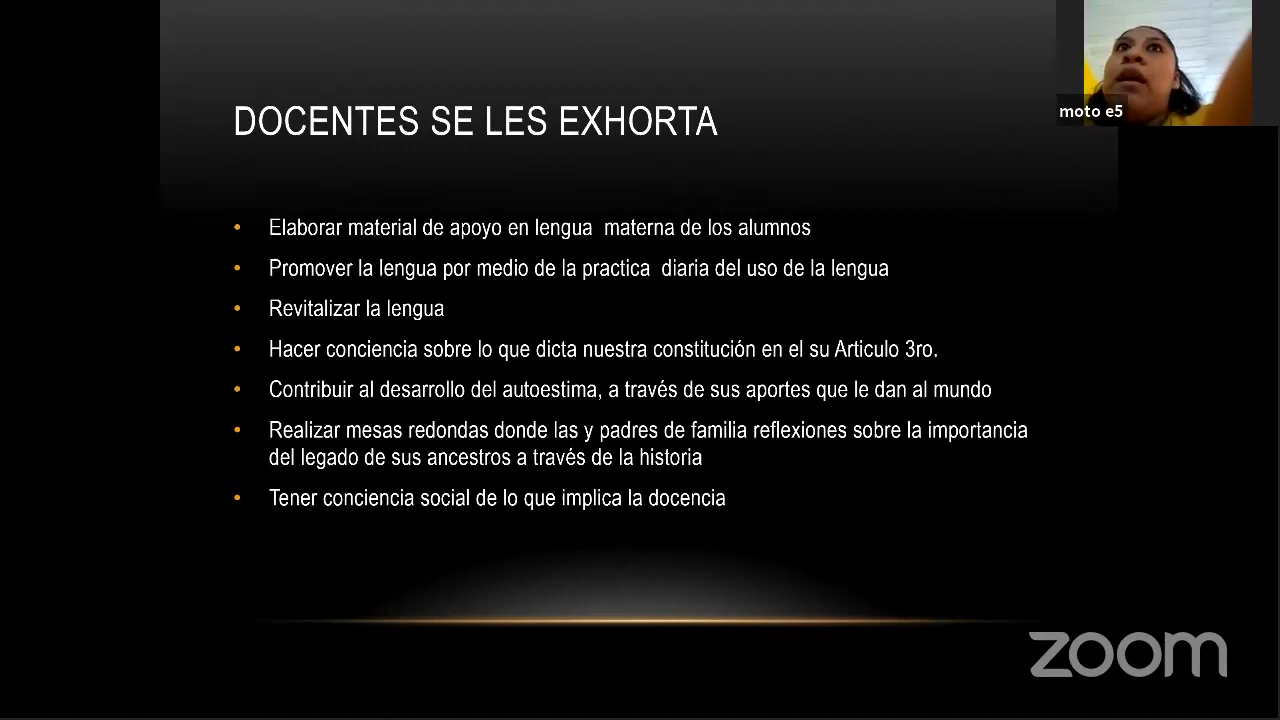 DOCENTES SE LES EXHORTA
moto e5
• Elaborar material de apoyo en lengua materna de los alumnos
• Promover la lengua por medio de la practica diaria del uso de la lengua
• Revitalizar la lengua
• Hacer conciencia sobre lo que dicta nuestra constitución en el su Articulo 3ro.
• Contribuir al desarrollo del autoestima, a través de sus aportes que le dan al mundo
• Realizar mesas redondas donde las y padres de familia reflexiones sobre la importancia
del legado de sus ancestros a través de la historia
• Tener conciencia social de lo que implica la docencia
zoom